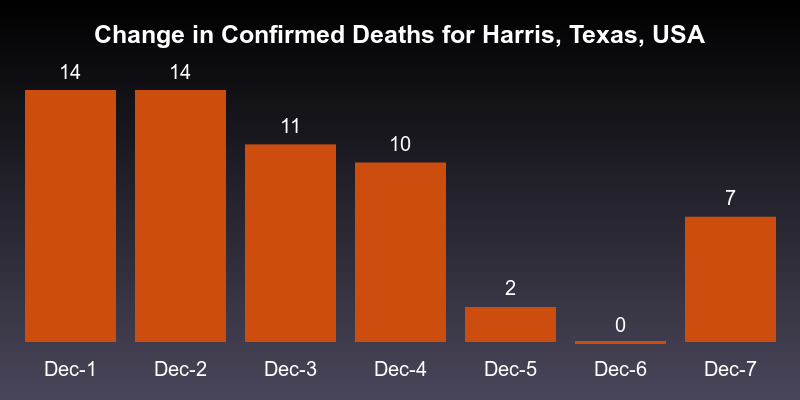 Change in Confirmed Deaths for Harris, Texas, USA
14
14
11
10
2
0
7
Dec-1
Dec-2
Dec-3
Dec-4
Dec-5
Dec-6
Dec-7